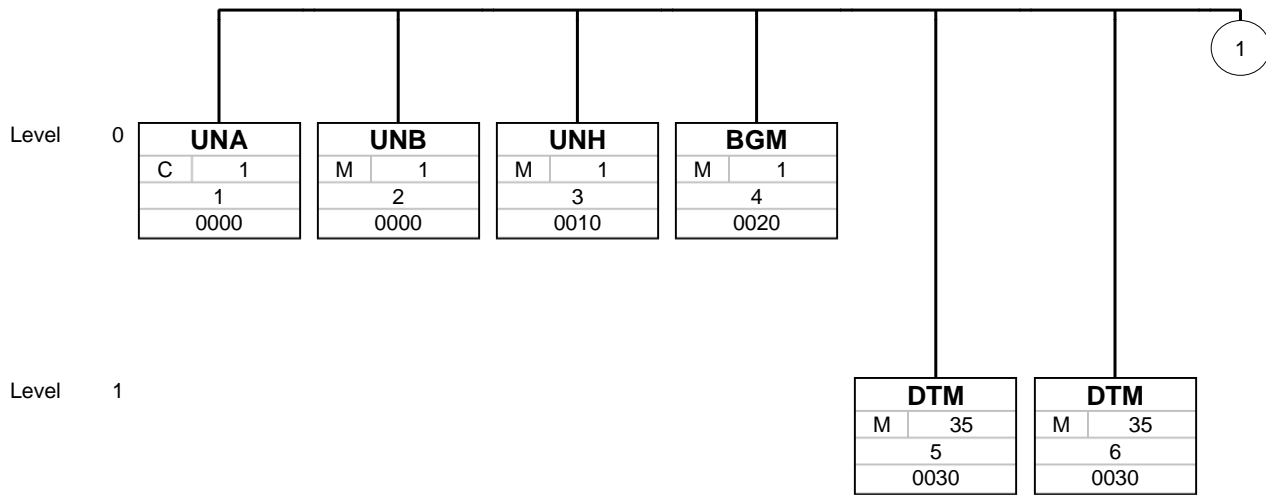 1
Level 0
UNA UNB UNH BGM
C 1 M 1 M 1 M 1
1 2 3 4
0000 0000 0010 0020
Level 1
DTM DTM
M 35 M 35
5 6
0030 0030